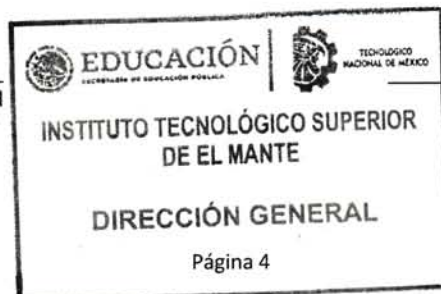 EDUCACIÓN
SECRETARÍA DE EDUCACIÓN PÚBLICA
TECNOLÓGICO
NACIONAL DE MÉXICO
INSTITUTO TECNOLÓGICO SUPERIOR
DE EL MANTE
DIRECCIÓN GENERAL
Página 4